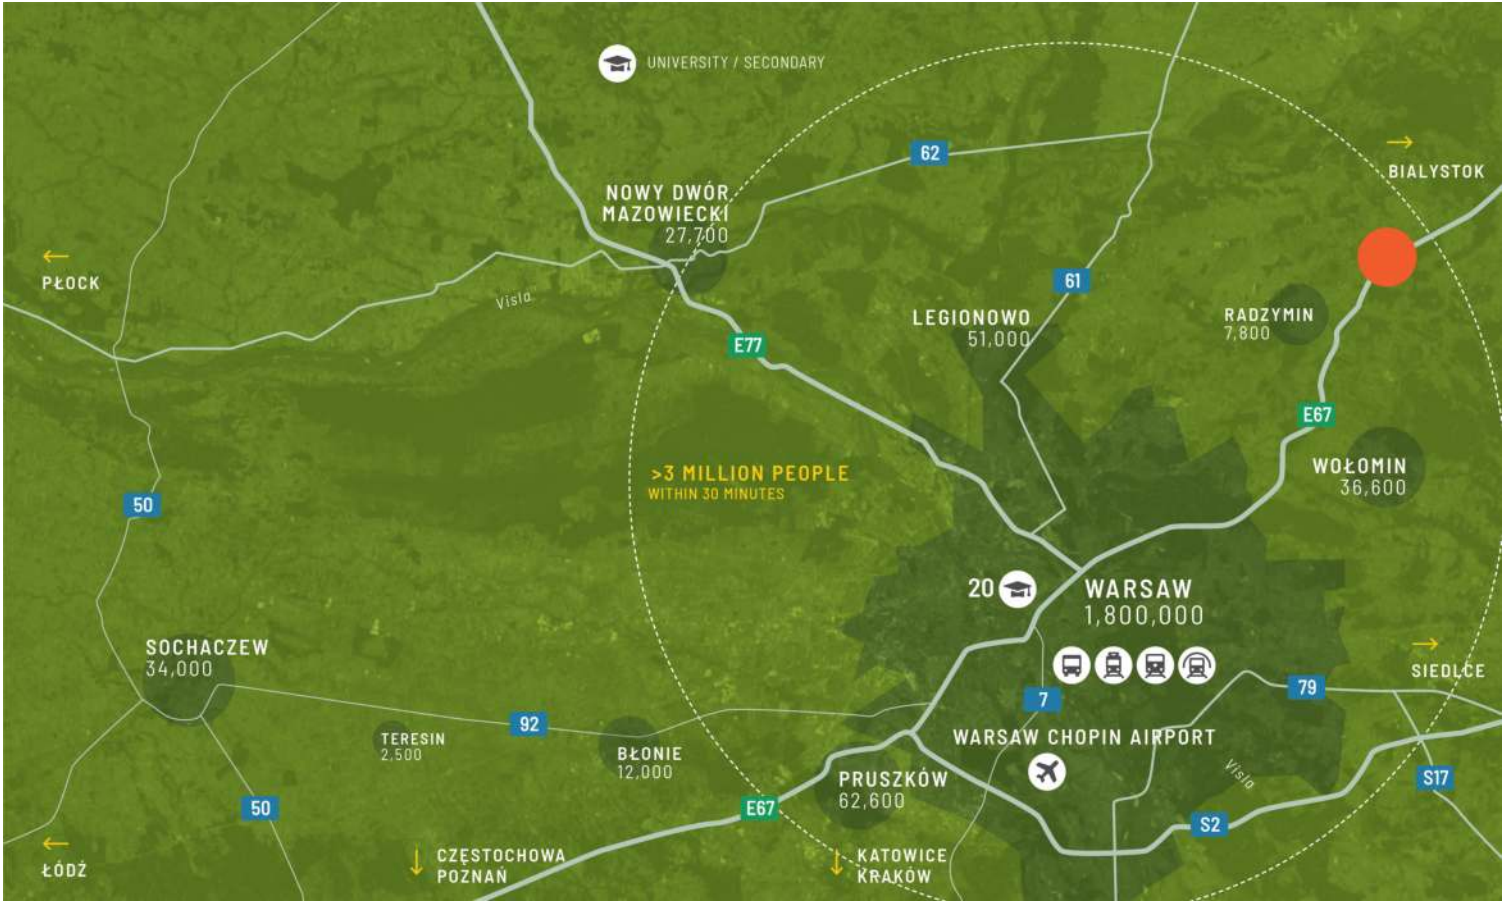 UNIVERSITY / SECONDARY
62
BIALYSTOK
NOWY DWÓR
MAZOWIECKI
27,700
PŁOCK
Visla
61
LEGIONOWO
51,000
RADZYMIN
7,800
E77
E67
>3 MILLION PEOPLE
WITHIN 30 MINUTES
WOŁOMIN
36,600
50
20
WARSAW
1,800,000
SOCHACZEW
34,000
SIEDLCE
79
7
92
TERESIN
2,500
BŁONIE
12,000
WARSAW CHOPIN AIRPORT
Visla
PRUSZKÓW
62,600
S17
50
E67
S2
ŁÓDŹ
CZĘSTOCHOWA
POZNAŃ
KATOWICE
KRAKÓW